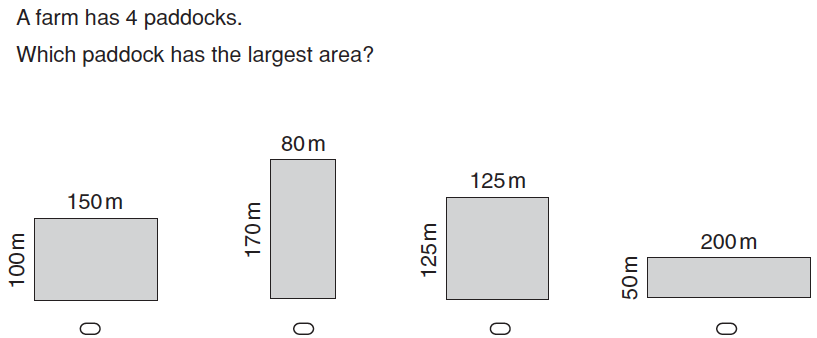 A farm has 4 paddocks.
Which paddock has the largest area?
150 m
100 m
80 m
170 m
125 m
125 m
200 m
50 m